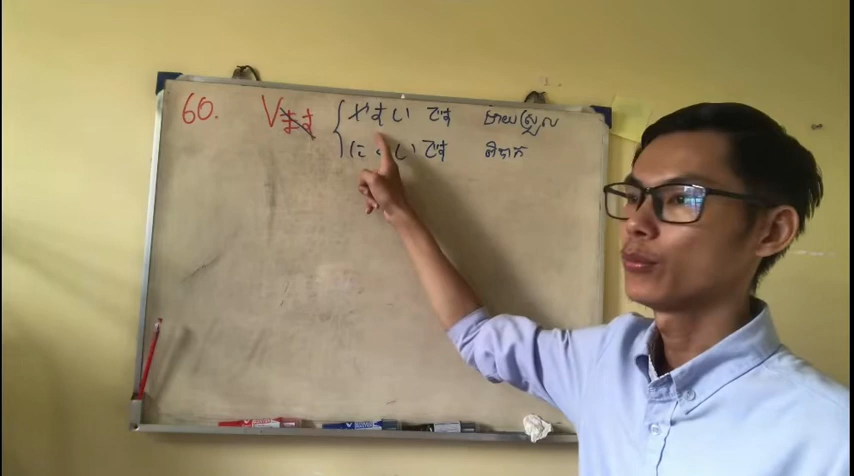 60. Vます { やすい です ងាយស្រួល
にくい です ពិបាក